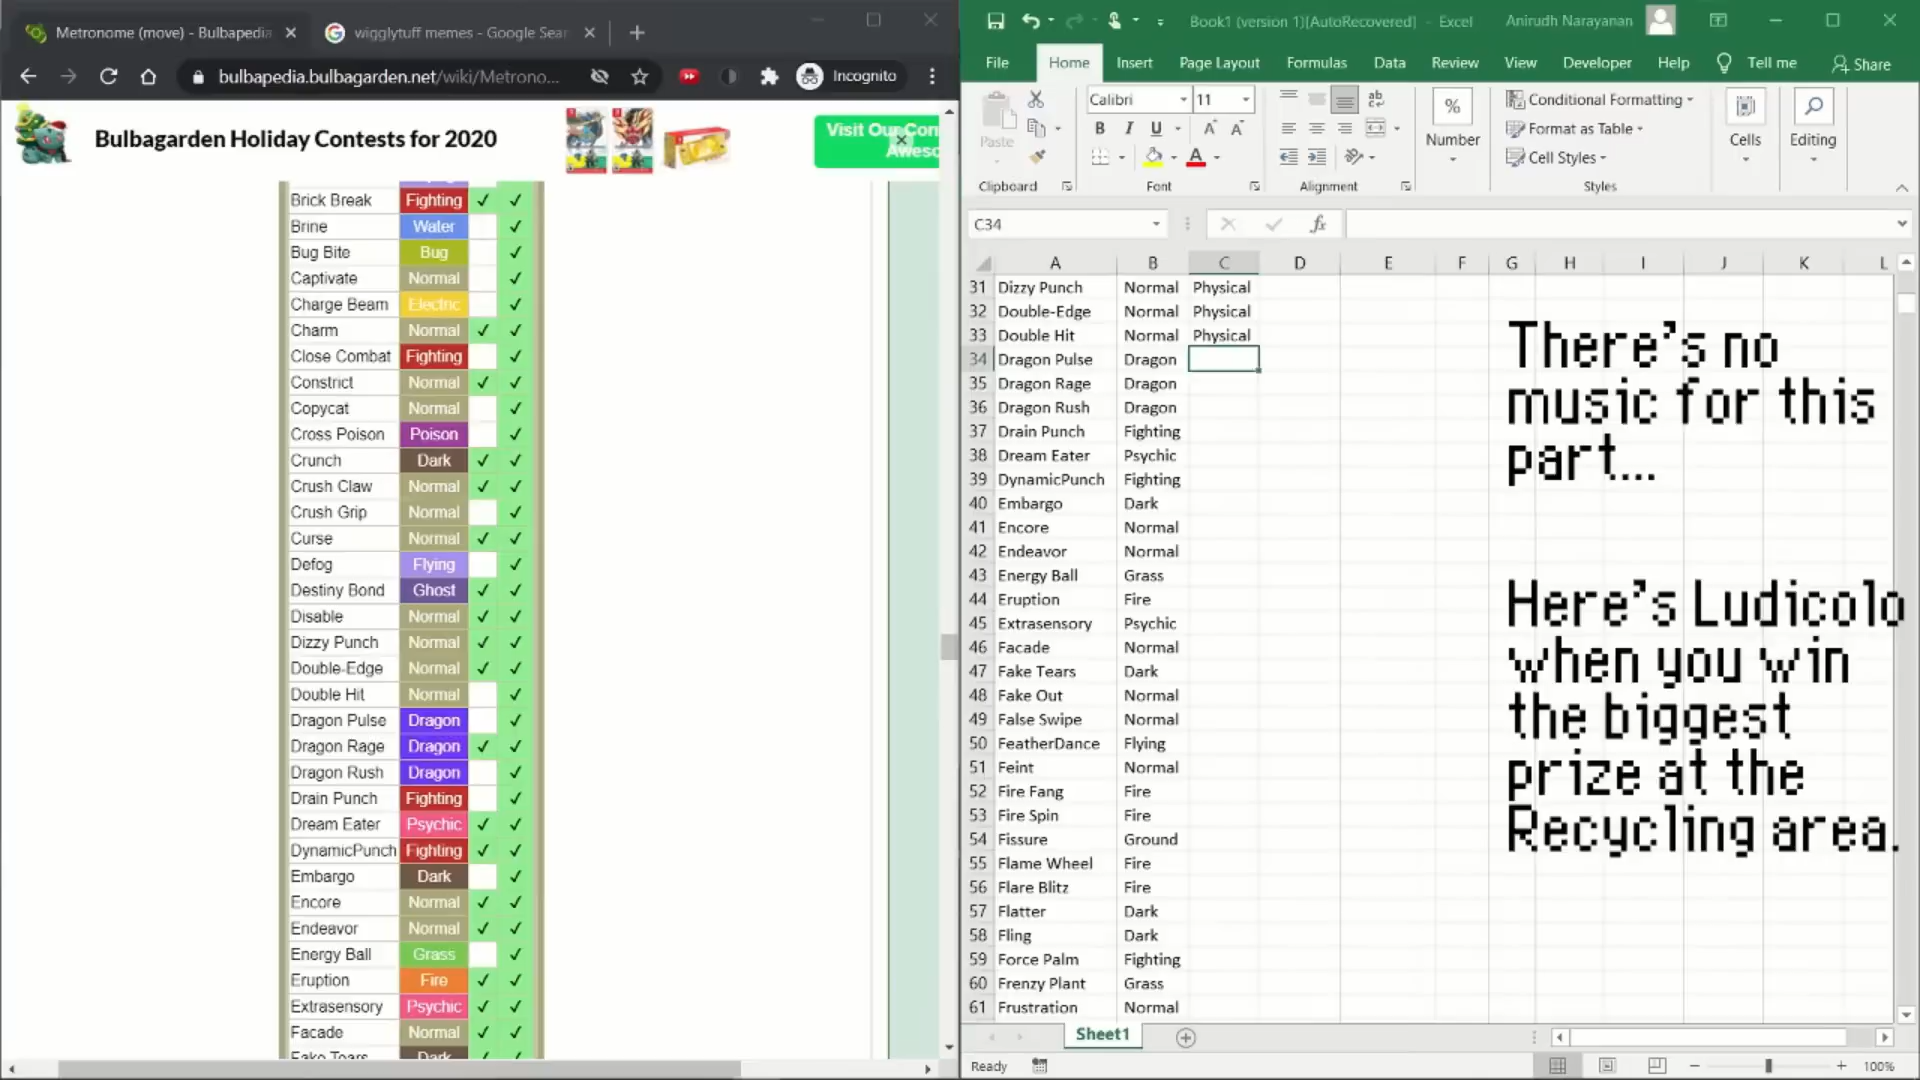 Metronome (move) - Bulbapedia
wigglytuff memes - Google Sear
bulbapedia.bulbagarden.net/wiki/Metrono...
Incognito
Bulbagarden Holiday Contests for 2020
Visit Our Con
Aweso
Brick Break Fighting ✓ ✓
Brine Water ✓
Bug Bite Bug ✓
Captivate Normal ✓
Charge Beam Electric ✓
Charm Normal ✓ ✓
Close Combat Fighting ✓
Constrict Normal ✓ ✓
Copycat Normal ✓
Cross Poison Poison ✓
Crunch Dark ✓ ✓
Crush Claw Normal ✓ ✓
Crush Grip Normal ✓
Curse Normal ✓ ✓
Defog Flying ✓
Destiny Bond Ghost ✓ ✓
Disable Normal ✓ ✓
Dizzy Punch Normal ✓ ✓
Double-Edge Normal ✓ ✓
Double Hit Normal ✓
Dragon Pulse Dragon ✓
Dragon Rage Dragon ✓ ✓
Dragon Rush Dragon ✓
Drain Punch Fighting ✓
Dream Eater Psychic ✓ ✓
DynamicPunch Fighting ✓ ✓
Embargo Dark ✓
Encore Normal ✓ ✓
Endeavor Normal ✓ ✓
Energy Ball Grass ✓
Eruption Fire ✓ ✓
Extrasensory Psychic ✓ ✓
Facade Normal ✓ ✓
Fake Tears Dark ✓ ✓
Book1 (version 1)[AutoRecovered] - Excel
Anirudh Narayanan
File Home Insert Page Layout Formulas Data Review View Developer Help Tell me Share
Paste
Clipboard
Calibri 11
B I U A A
A
Font
ab
Alignment
%
Number
Conditional Formatting
Format as Table
Cell Styles
Styles
Cells
Editing
C34 fx
A B C D E F G H I J K L
31 Dizzy Punch Normal Physical
32 Double-Edge Normal Physical
33 Double Hit Normal Physical
34 Dragon Pulse Dragon
35 Dragon Rage Dragon
36 Dragon Rush Dragon
37 Drain Punch Fighting
38 Dream Eater Psychic
39 DynamicPunch Fighting
40 Embargo Dark
41 Encore Normal
42 Endeavor Normal
43 Energy Ball Grass
44 Eruption Fire
45 Extrasensory Psychic
46 Facade Normal
47 Fake Tears Dark
48 Fake Out Normal
49 False Swipe Normal
50 FeatherDance Flying
51 Feint Normal
52 Fire Fang Fire
53 Fire Spin Fire
54 Fissure Ground
55 Flame Wheel Fire
56 Flare Blitz Fire
57 Flatter Dark
58 Fling Dark
59 Force Palm Fighting
60 Frenzy Plant Grass
61 Frustration Normal
There's no
music for this
part...
Here's Ludicolo
when you win
the biggest
prize at the
Recycling area.
Sheet1
Ready
100%